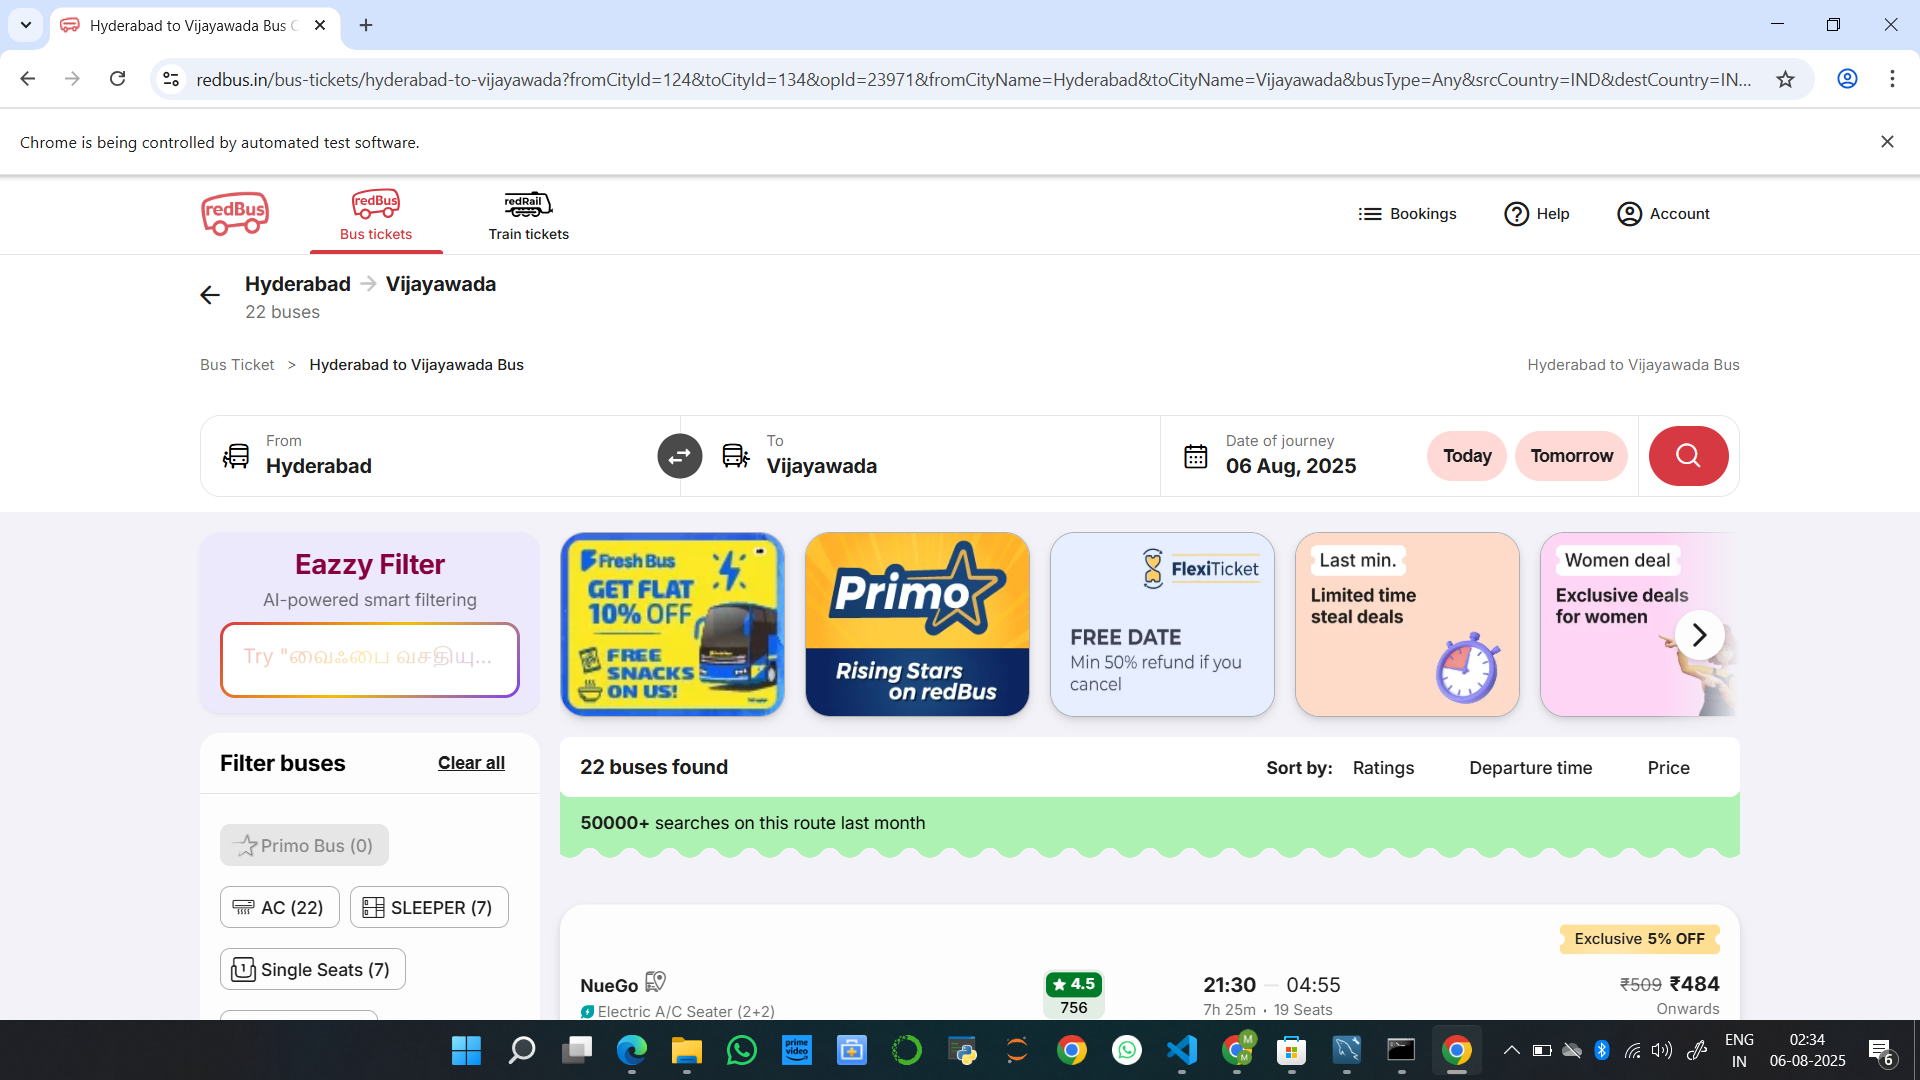 Hyderabad to Vijayawada Bus
redbus.in/bus-tickets/hyderabad-to-vijayawada?fromCityId=124&toCityId=134&opId=23971&fromCityName=Hyderabad&toCityName=Vijayawada&busType=Any&srcCountry=IND&destCountry=IN...
Chrome is being controlled by automated test software.
redBus
redBus
Bus tickets
redRail
Train tickets
Bookings
Help
Account
Hyderabad → Vijayawada
22 buses
Bus Ticket > Hyderabad to Vijayawada Bus
Hyderabad to Vijayawada Bus
From
Hyderabad
To
Vijayawada
Date of journey
06 Aug, 2025
Today
Tomorrow
Eazzy Filter
AI-powered smart filtering
Try "வைஃபை வசதியு...
Fresh Bus
GET FLAT
10% OFF
FREE
SNACKS
ON US!
Primo
Rising Stars
on redBus
FlexiTicket
FREE DATE
Min 50% refund if you
cancel
Last min.
Limited time
steal deals
Women deal
Exclusive deals
for women
Filter buses
Clear all
Primo Bus (0)
AC (22)
SLEEPER (7)
1 Single Seats (7)
22 buses found
Sort by: Ratings Departure time Price
50000+ searches on this route last month
Exclusive 5% OFF
NueGo
Electric A/C Seater (2+2)
4.5
756
21:30 — 04:55
7h 25m • 19 Seats
₹509 ₹484
Onwards
prime
video
M
M
ENG
IN
02:34
06-08-2025
6